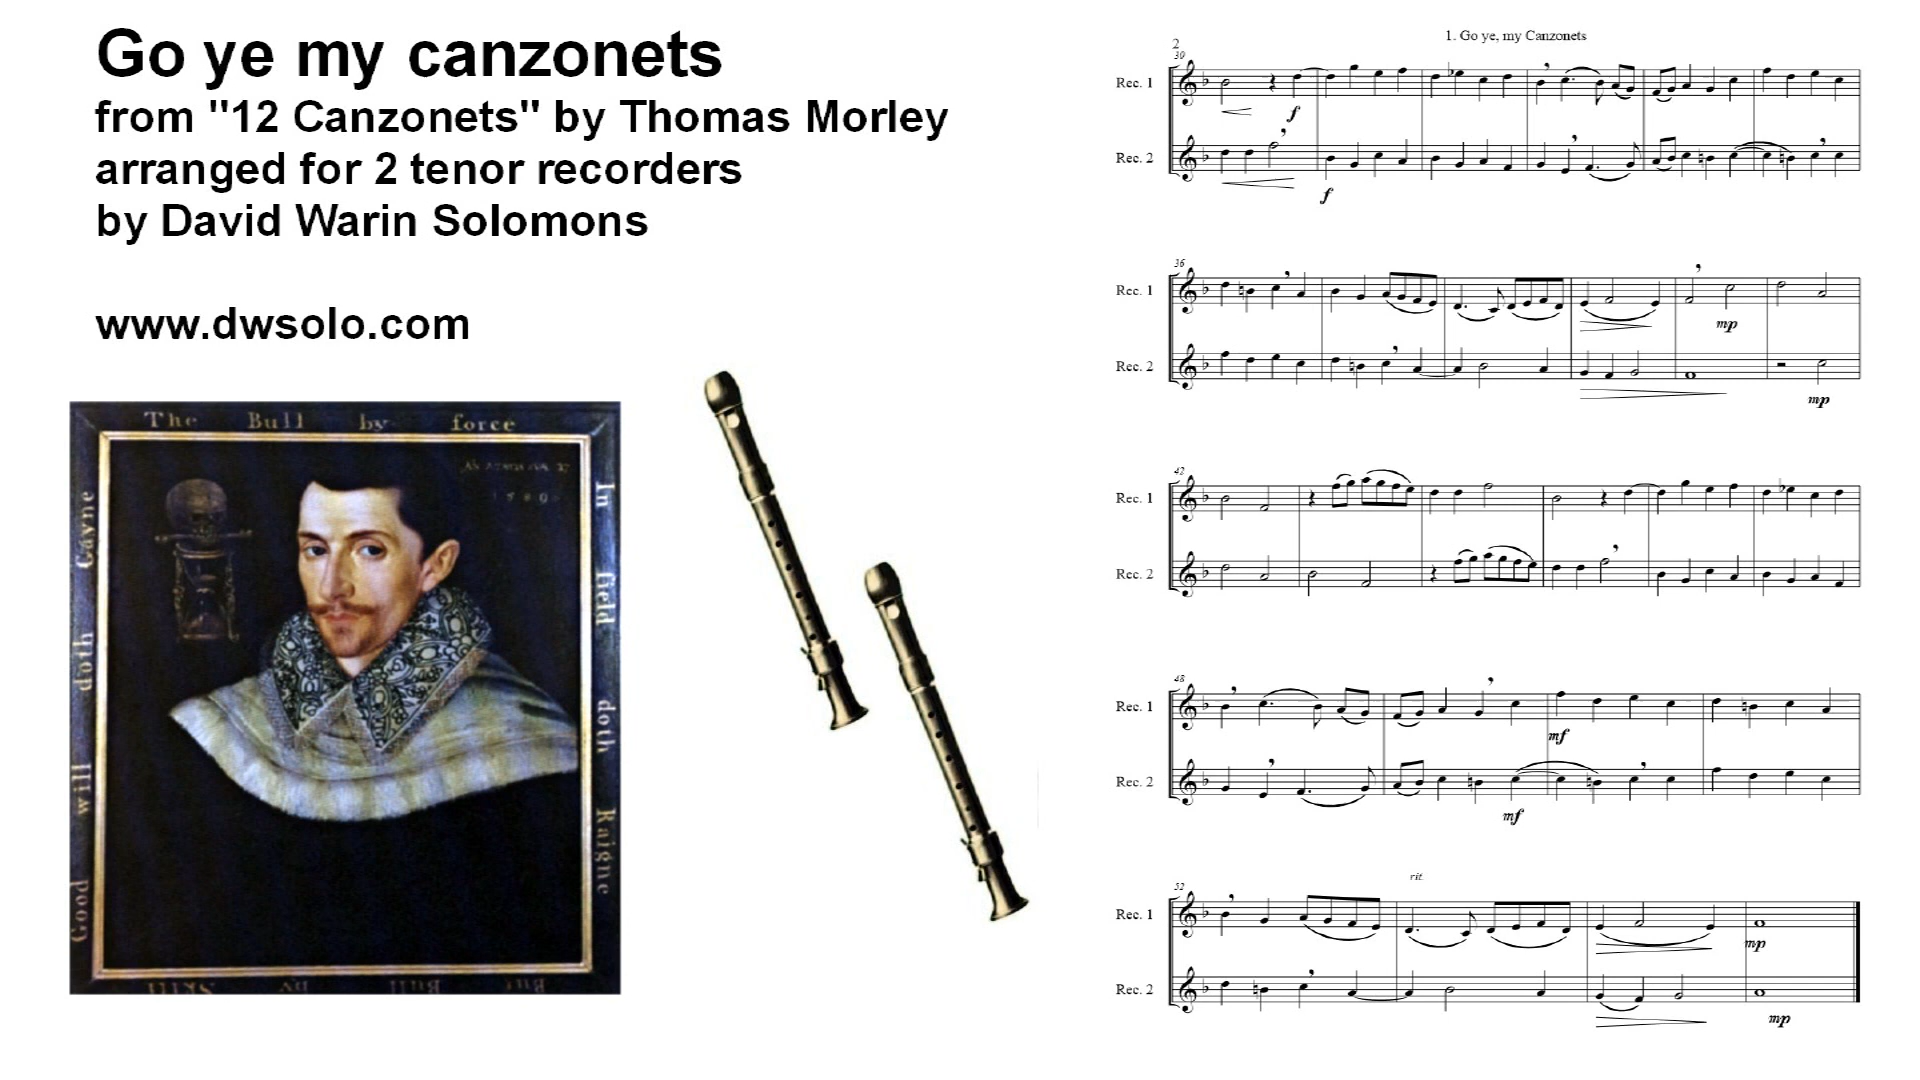 Go ye my canzonets
from "12 Canzonets" by Thomas Morley
arranged for 2 tenor recorders
by David Warin Solomons
www.dwsolo.com
The Bull by force
In field doth Raigne
But Bull by Skill
Good will doth Gayne
1589
2
1. Go ye, my Canzonets
Rec. 1
f
Rec. 2
f
36
Rec. 1
mp
Rec. 2
mp
42
Rec. 1
Rec. 2
48
Rec. 1
mf
Rec. 2
mf
52
rit.
Rec. 1
mp
Rec. 2
mp